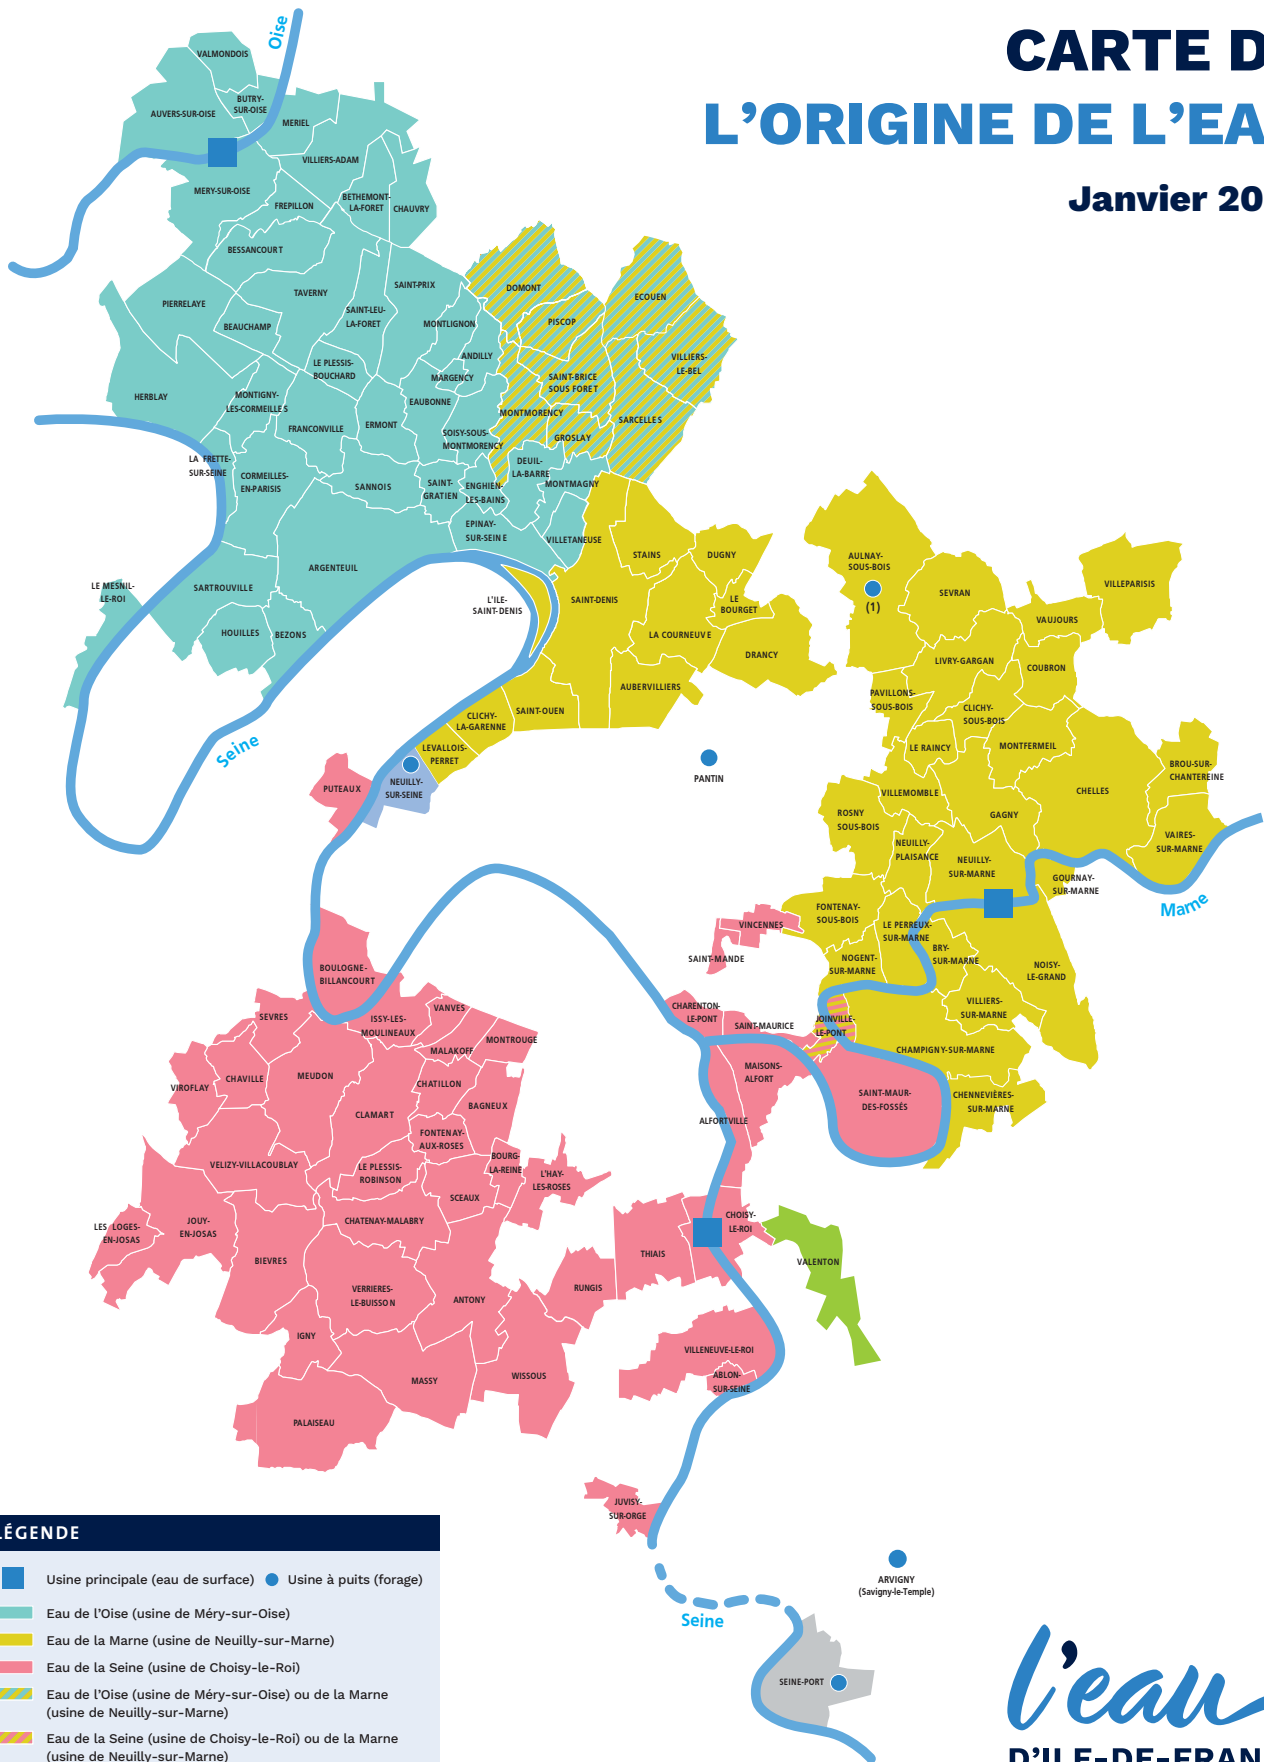 CARTE D
L'ORIGINE DE L'EA
Janvier 20
Oise
VALMONDOIS
BUTRY-
SUR-OISE
AUVERS-SUR-OISE
MERIEL
VILLIERS-ADAM
MERY-SUR-OISE
FREPILLON
BETHEMONT-
LA-FORET
CHAUVRY
BESSANCOURT
TAVERNY
SAINT-PRIX
PIERRELAYE
BEAUCHAMP
SAINT-LEU-
LA-FORET
MONTLIGNON
ANDILLY
LE PLESSIS-
BOUCHARD
MARGENCY
HERBLAY
MONTIGNY-
LES-CORMEILLES
EAUBONNE
FRANCONVILLE
ERMONT
SOISY-SOUS-
MONTMORENCY
DOMONT
PISCOP
ECOUEN
VILLIERS-
LE-BEL
SAINT-BRICE
SOUS FORET
MONTMORENCY
SARCELLES
GROSLAY
LA FRETTE-
SUR-SEINE
CORMEILLES-
EN-PARISIS
SANNOIS
SAINT-
GRATIEN
ENGHIEN-
LES-BAINS
DEUIL-
LA-BARRE
MONTMAGNY
EPINAY-
SUR-SEINE
VILLETANEUSE
ARGENTEUIL
LE MESNIL-
LE-ROI
SARTROUVILLE
HOUILLES
BEZONS
L'ILE-
SAINT-DENIS
SAINT-DENIS
STAINS
DUGNY
LE
BOURGET
LA COURNEUVE
DRANCY
AUBERVILLIERS
SAINT-OUEN
CLICHY-
LA-GARENNE
LEVALLOIS-
PERRET
NEUILLY-
SUR-SEINE
PUTEAUX
Seine
PANTIN
AULNAY-
SOUS-BOIS
(1)
SEVRAN
VILLEPARISIS
VAUJOURS
LIVRY-GARGAN
COUBRON
PAVILLONS-
SOUS-BOIS
CLICHY-
SOUS-BOIS
LE RAINCY
MONTFERMEIL
BROU-SUR-
CHANTEREINE
CHELLES
VILLEMOMBLE
ROSNY
SOUS-BOIS
GAGNY
VAIRES-
SUR-MARNE
NEUILLY-
PLAISANCE
NEUILLY-
SUR-MARNE
GOURNAY-
SUR-MARNE
Marne
FONTENAY-
SOUS-BOIS
LE PERREUX-
SUR-MARNE
VINCENNES
SAINT-MANDE
NOGENT-
SUR-MARNE
BRY-
SUR-MARNE
NOISY-
LE-GRAND
VILLIERS-
SUR-MARNE
CHARENTON-
LE-PONT
SAINT-MAURICE
JOINVILLE-
LE-PONT
CHAMPIGNY-SUR-MARNE
MAISONS-
ALFORT
SAINT-MAUR-
DES-FOSSÉS
CHENNEVIÈRES-
SUR-MARNE
ALFORTVILLE
BOULOGNE-
BILLANCOURT
SEVRES
ISSY-LES-
MOULINEAUX
VANVES
MALAKOFF
MONTROUGE
VIROFLAY
CHAVILLE
MEUDON
CHATILLON
BAGNEUX
CLAMART
FONTENAY-
AUX-ROSES
BOURG-
LA-REINE
L'HAY-
LES-ROSES
VELIZY-VILLACOUBLAY
LE PLESSIS-
ROBINSON
SCEAUX
LES LOGES-
EN-JOSAS
JOUY-
EN-JOSAS
CHATENAY-MALABRY
BIEVRES
THIAIS
CHOISY-
LE-ROI
VALENTON
VERRIERES-
LE-BUISSON
ANTONY
RUNGIS
IGNY
MASSY
WISSOUS
VILLENEUVE-LE-ROI
ABLON-
SUR-SEINE
PALAISEAU
JUVISY-
SUR-ORGE
ARVIGNY
(Savigny-le-Temple)
Seine
SEINE-PORT
LÉGENDE
Usine principale (eau de surface)
Usine à puits (forage)
Eau de l'Oise (usine de Méry-sur-Oise)
Eau de la Marne (usine de Neuilly-sur-Marne)
Eau de la Seine (usine de Choisy-le-Roi)
Eau de l'Oise (usine de Méry-sur-Oise) ou de la Marne
(usine de Neuilly-sur-Marne)
Eau de la Seine (usine de Choisy-le-Roi) ou de la Marne
(usine de Neuilly-sur-Marne)
l'eau
D'ILE-DE-FRAN